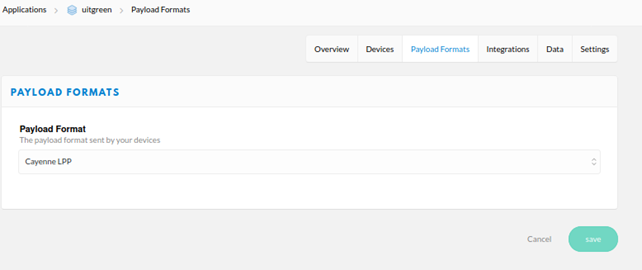 Applications > uitgreen > Payload Formats
Overview Devices Payload Formats Integrations Data Settings
PAYLOAD FORMATS
Payload Format
The payload format sent by your devices
Cayenne LPP
Cancel save